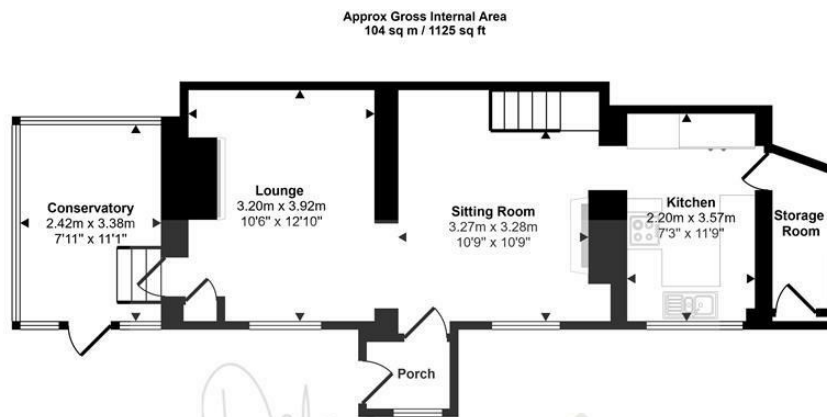 Approx Gross Internal Area
104 sq m / 1125 sq ft
Conservatory
2.42m x 3.38m
7'11" x 11'1"
Lounge
3.20m x 3.92m
10'6" x 12'10"
Sitting Room
3.27m x 3.28m
10'9" x 10'9"
Kitchen
2.20m x 3.57m
7'3" x 11'9"
Storage
Room
Porch